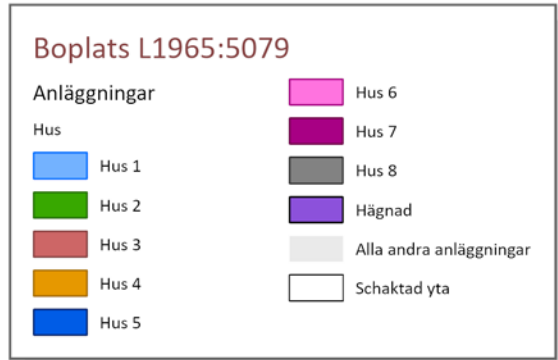 Boplats L1965:5079
Anläggningar
Hus
Hus 1
Hus 2
Hus 3
Hus 4
Hus 5
Hus 6
Hus 7
Hus 8
Hägnad
Alla andra anläggningar
Schaktad yta